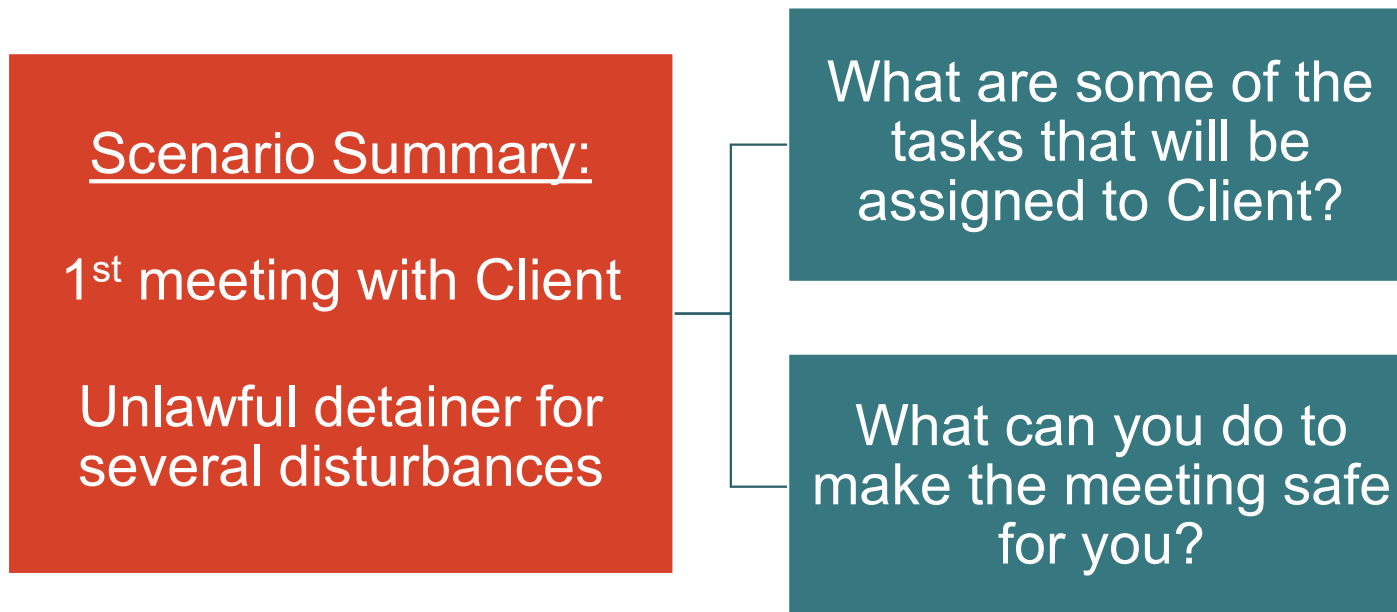 Scenario Summary:
1st meeting with Client
Unlawful detainer for
several disturbances
What are some of the
tasks that will be
assigned to Client?
What can you do to
make the meeting safe
for you?